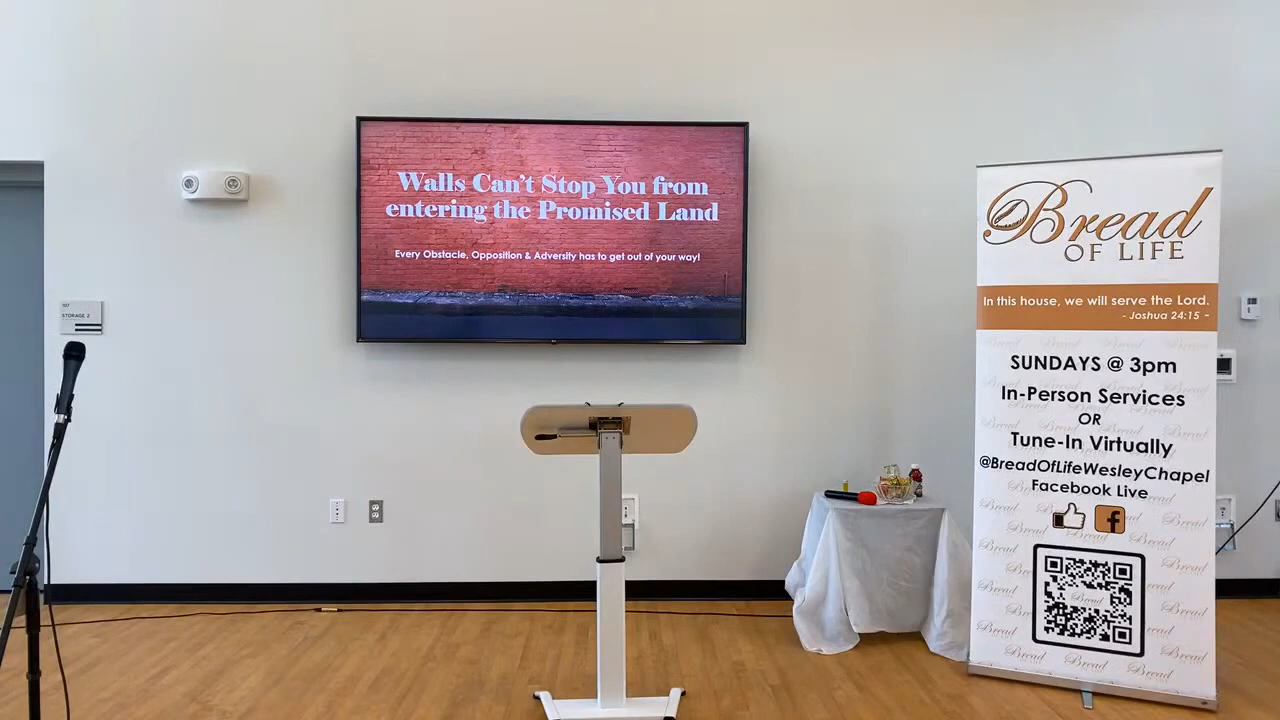 Walls Can't Stop You from
entering the Promised Land
Every Obstacle, Opposition & Adversity has to get out of your way!
107
STORAGE 2
Bread
OF LIFE
In this house, we will serve the Lord.
- Joshua 24:15 -
SUNDAYS @ 3pm
In-Person Services
OR
Tune-In Virtually
@BreadOfLifeWesleyChapel
Facebook Live
f
Bread